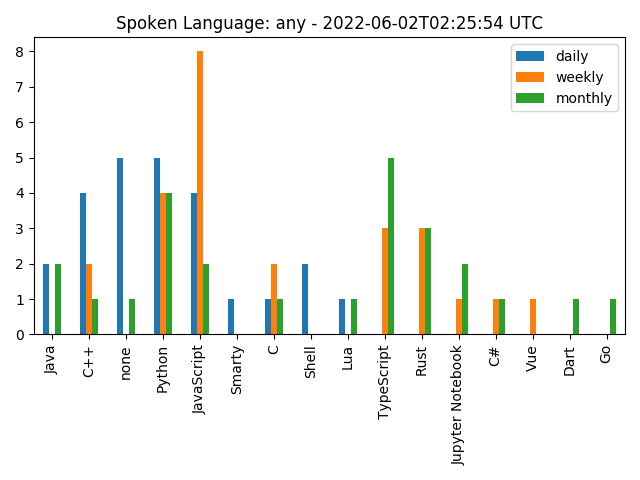 Spoken Language: any - 2022-06-02T02:25:54 UTC
daily
weekly
monthly
8
7
6
5
4
3
2
1
0
Java
C++
none
Python
JavaScript
Smarty
C
Shell
Lua
TypeScript
Rust
Jupyter Notebook
C#
Vue
Dart
Go